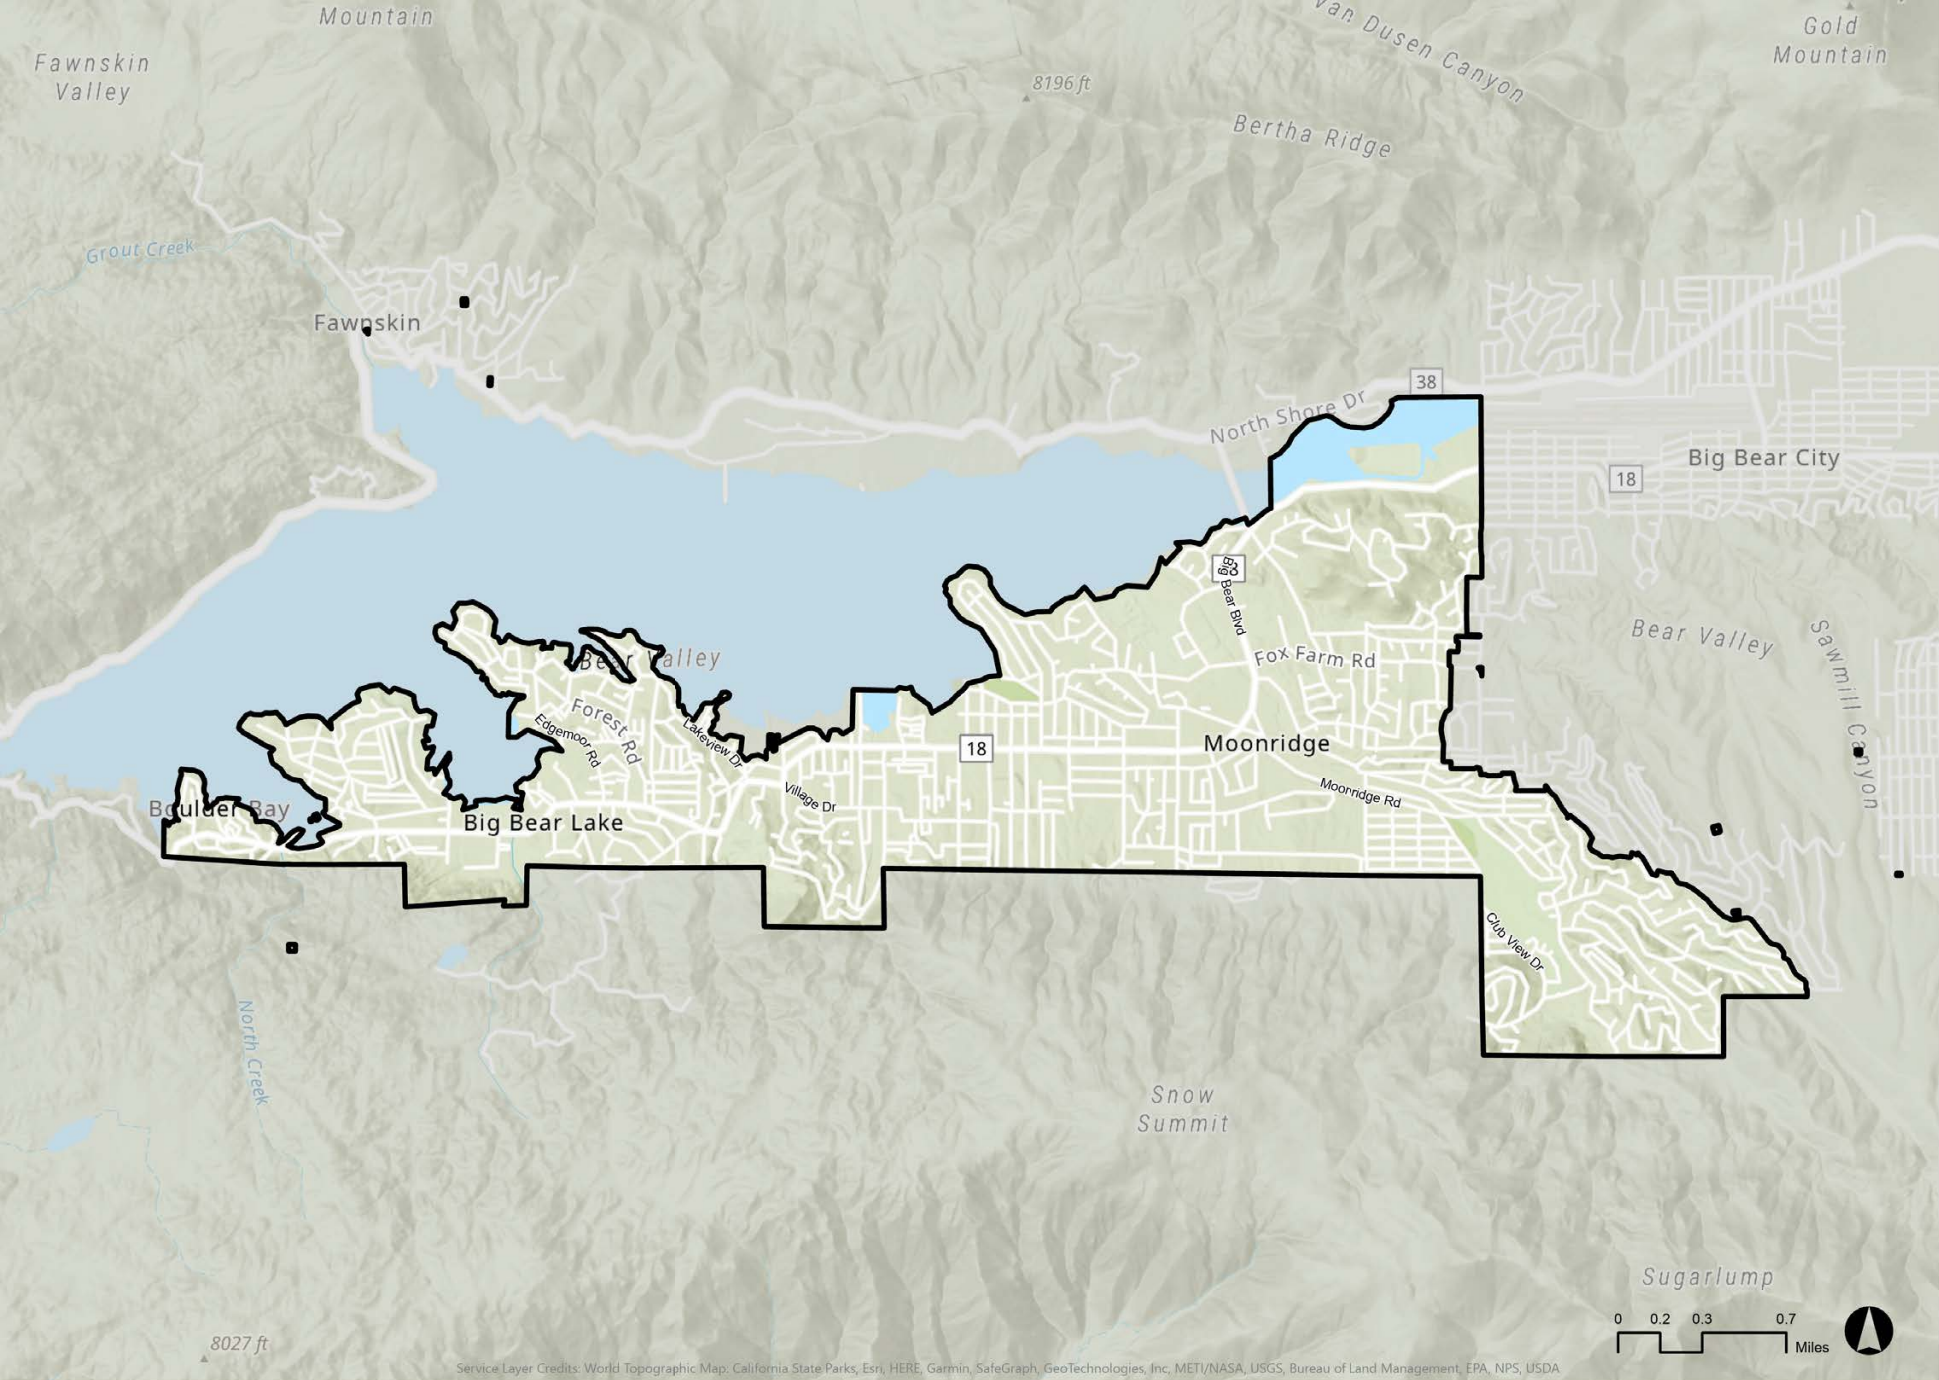 Mountain
Fawnskin
Valley
Van Dusen Canyon
Gold
Mountain
8196 ft
Bertha Ridge
Grout Creek
Fawnskin
38
North Shore Dr
Big Bear City
18
Big Bear Blvd
Bear Valley
Bear Valley
Sawmill Canyon
Fox Farm Rd
Forest Rd
Edgemoor Rd
Lakeview Dr
18
Moonridge
Moonridge Rd
Village Dr
Boulder Bay
Big Bear Lake
Club View Dr
North Creek
Snow
Summit
Sugarlump
0 0.2 0.3 0.7
Miles
8027 ft
Service Layer Credits: World Topographic Map: California State Parks, Esri, HERE, Garmin, SafeGraph, GeoTechnologies, Inc, METI/NASA, USGS, Bureau of Land Management, EPA, NPS, USDA